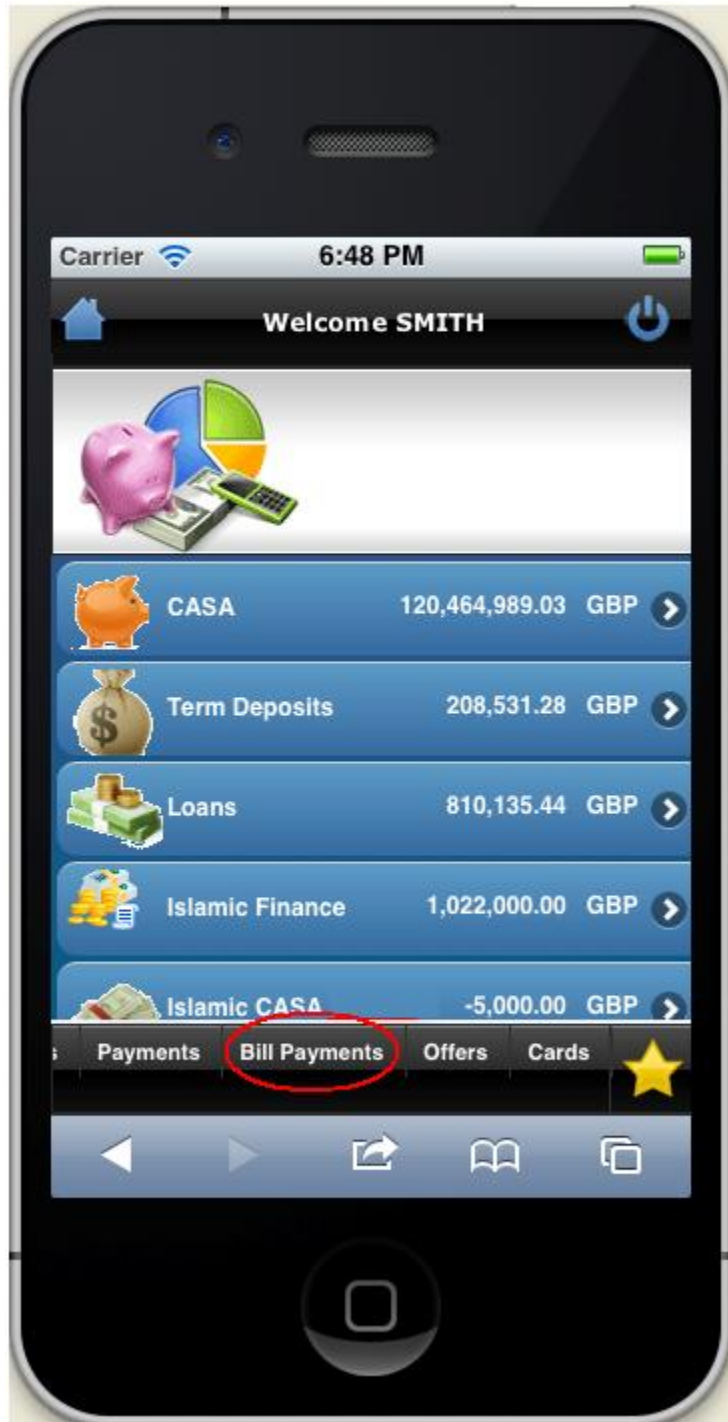 Carrier 6:48 PM
Welcome SMITH
CASA 120,464,989.03 GBP
$
Term Deposits 208,531.28 GBP
Loans 810,135.44 GBP
Islamic Finance 1,022,000.00 GBP
Islamic CASA -5,000.00 GBP
s Payments Bill Payments Offers Cards